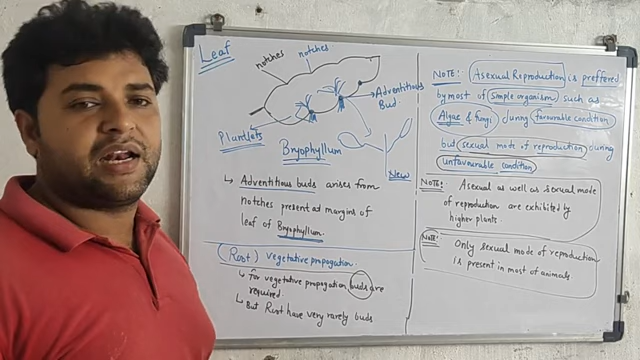 Leaf
notches notches
Adventitious
Bud.
Plantlets
Bryophyllum
New
↳ Adventitious buds arises from
notches present at margins of
leaf of Bryophyllum.
Root) vegetative propagation.
↳ for vegetative propagation buds are
required.
↳ But Root have very rarely buds
NOTE: Asexual Reproduction is preffered
by most of simple organism such as
Algae & fungi during favourable condition
but sexual mode of reproduction during
unfavourable condition.
NOTE: Asexual as well as sexual mode
of reproduction are exhibited by
higher plants.
Note: Only sexual mode of reproduction
is present in most of animals